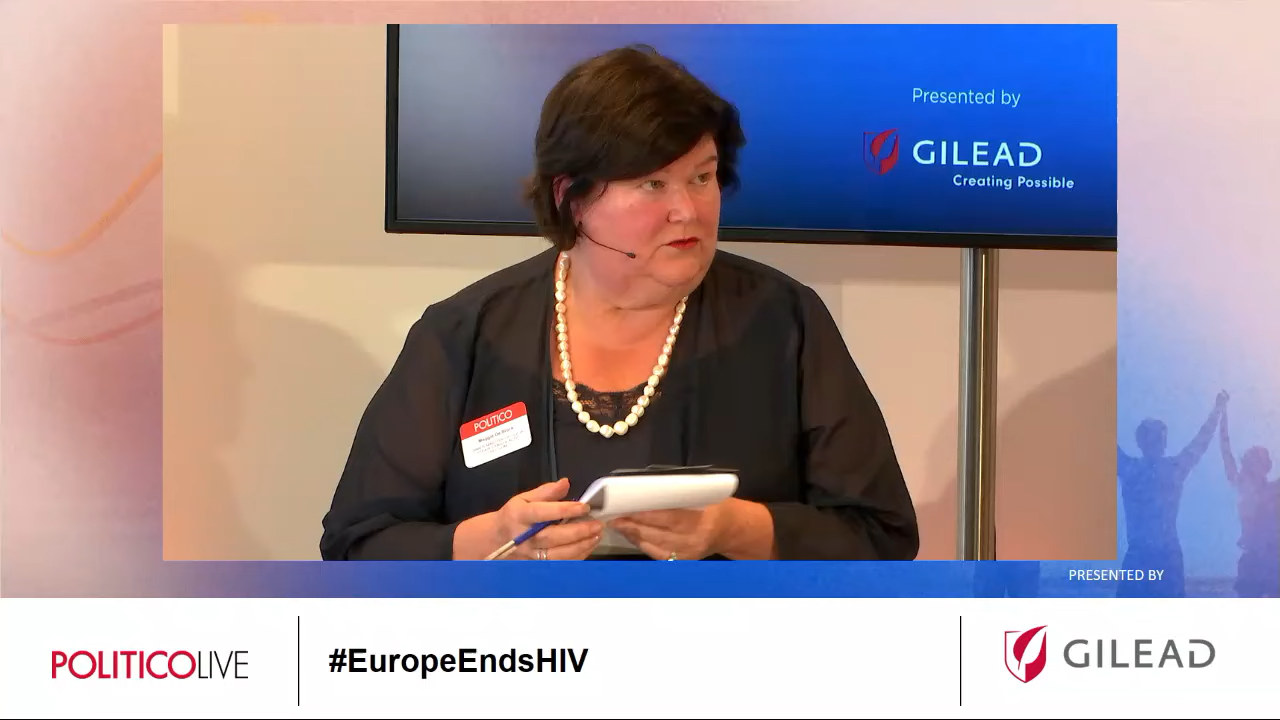 Presented by
GILEAD
Creating Possible
POLITICO
PRESENTED BY
POLITICOLIVE
#EuropeEndsHIV
GILEAD